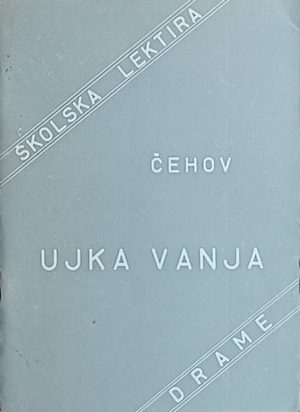 ŠKOLSKA LEKTIRA
ČEHOV
UJKA VANJA
DRAME